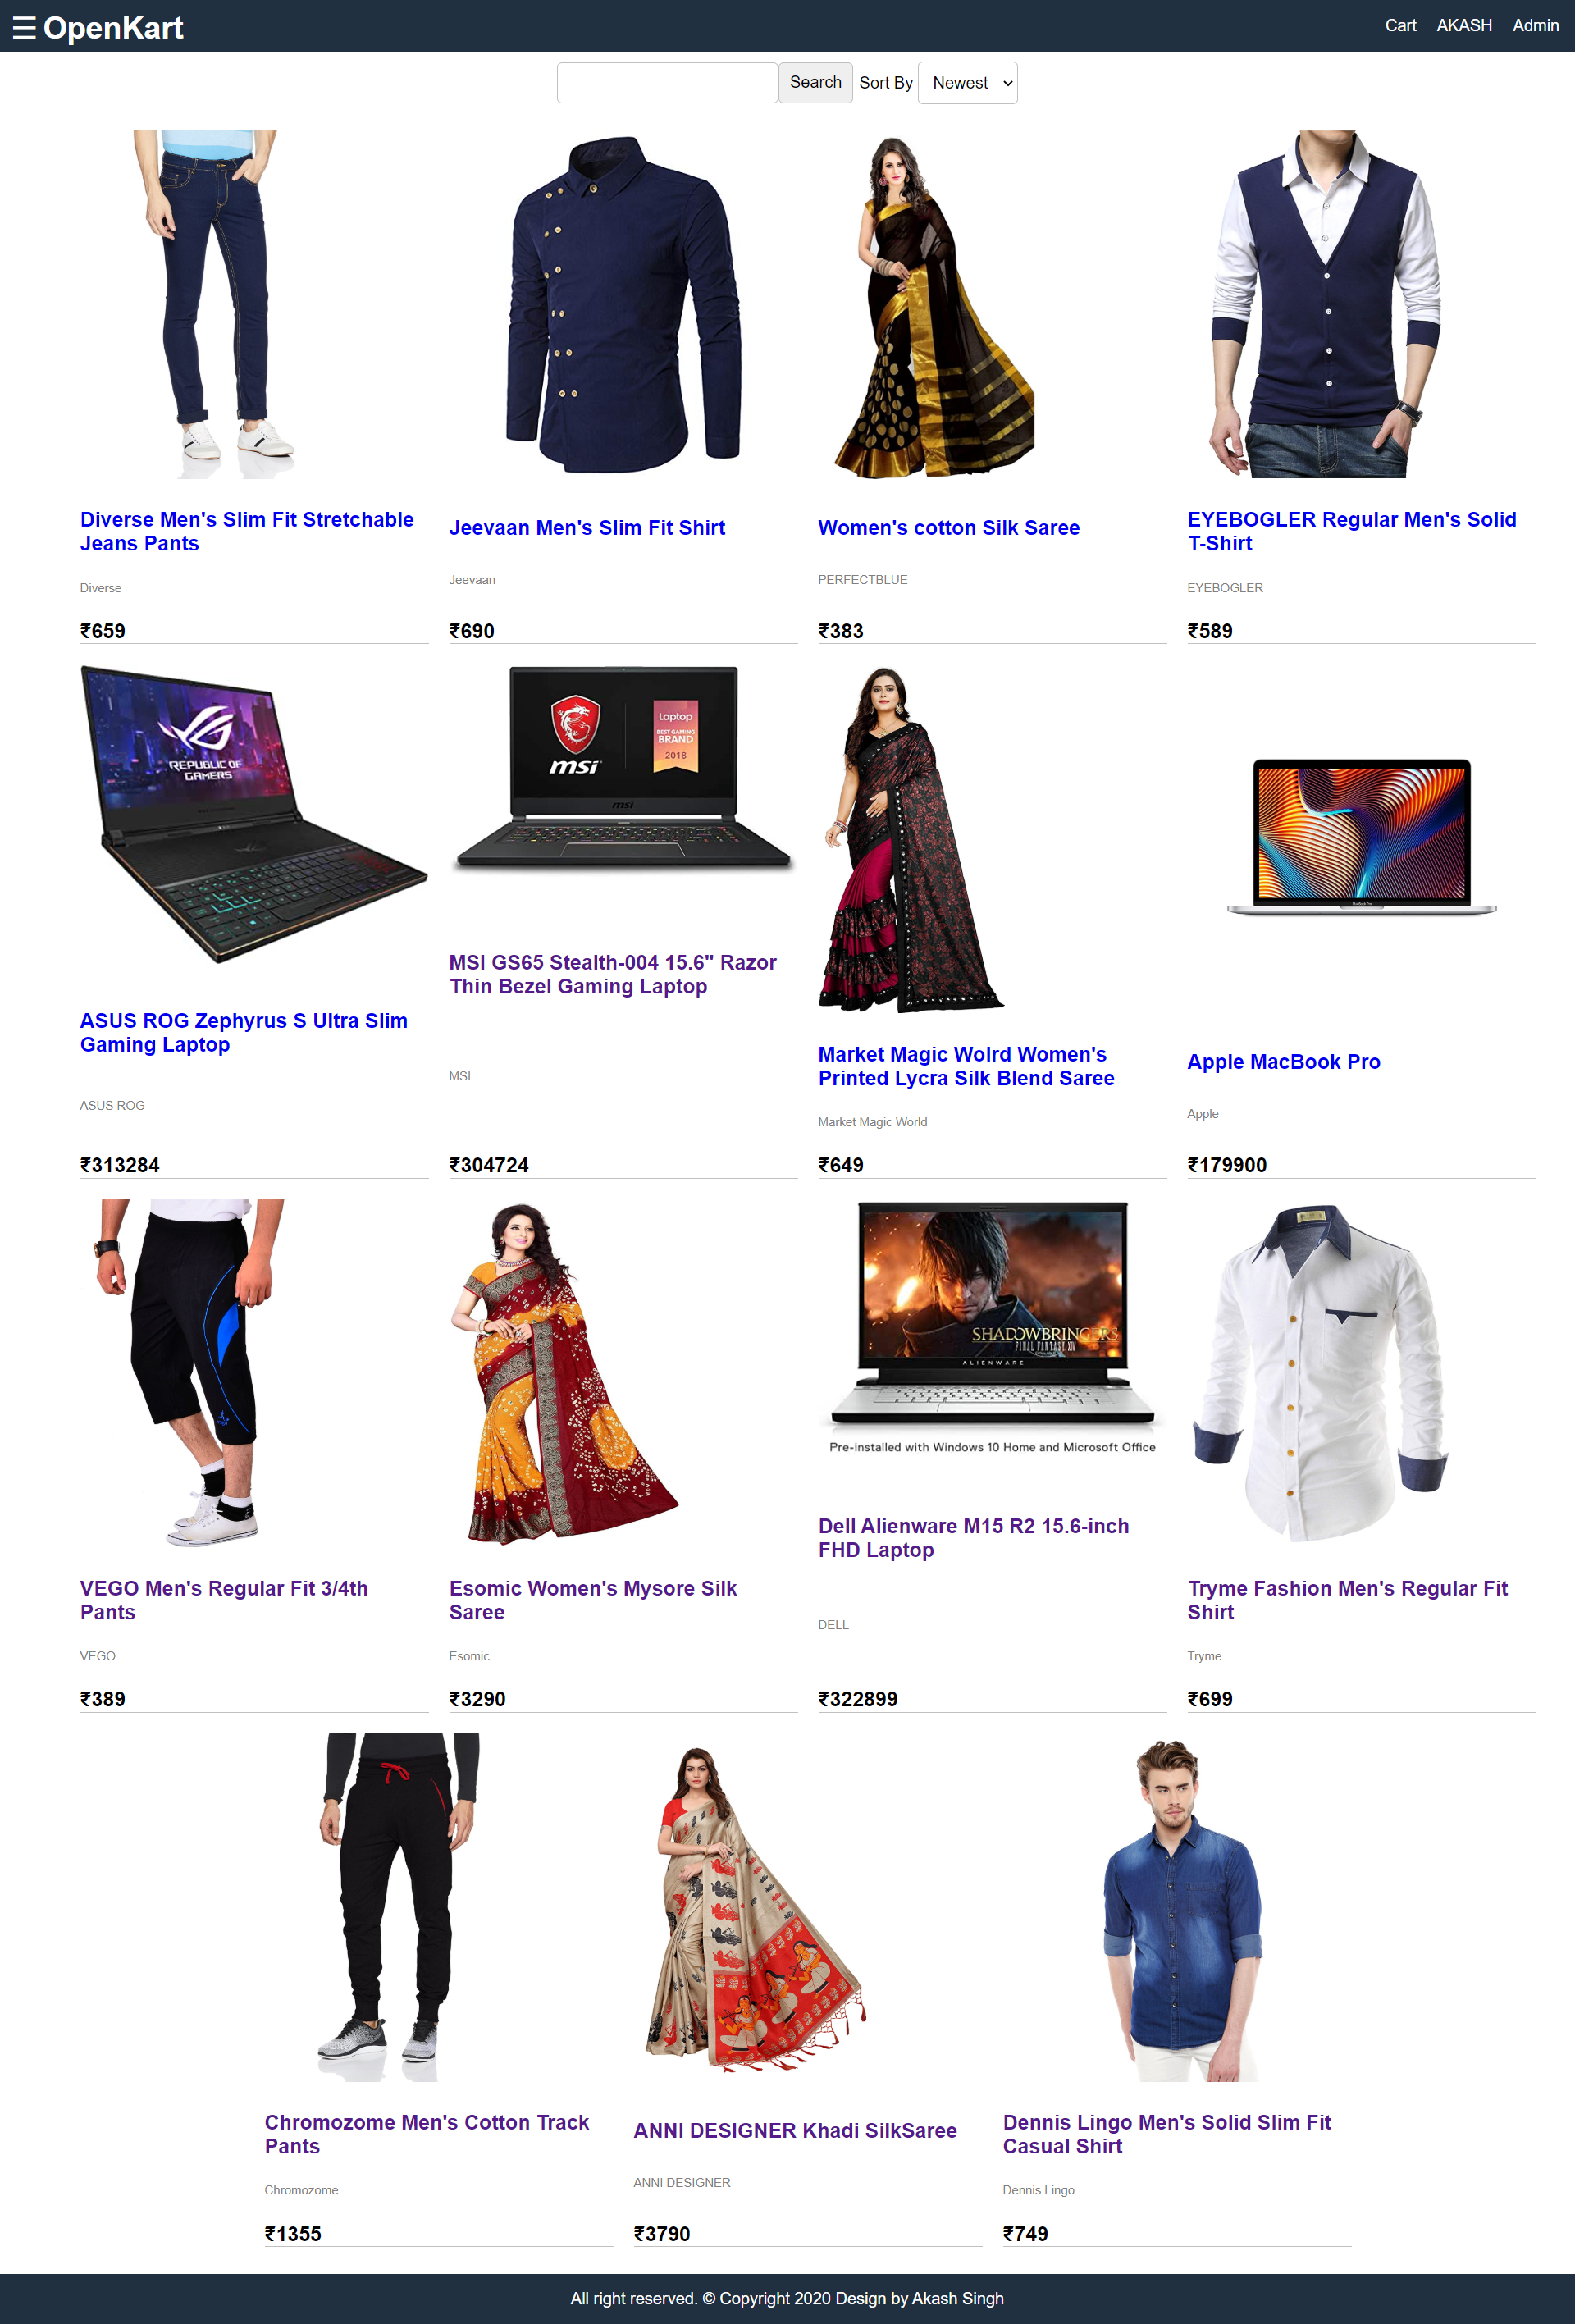 ☰ OpenKart
Cart AKASH Admin
Search Sort By Newest
Diverse Men's Slim Fit Stretchable
Jeans Pants
Diverse
₹659
Jeevaan Men's Slim Fit Shirt
Jeevaan
₹690
Women's cotton Silk Saree
PERFECTBLUE
₹383
EYEBOGLER Regular Men's Solid
T-Shirt
EYEBOGLER
₹589
REPUBLIC OF
GAMERS
ASUS ROG Zephyrus S Ultra Slim
Gaming Laptop
ASUS ROG
₹313284
msi
Laptop
BEST GAMING
BRAND
2018
msi
MSI GS65 Stealth-004 15.6" Razor
Thin Bezel Gaming Laptop
MSI
₹304724
Market Magic Wolrd Women's
Printed Lycra Silk Blend Saree
Market Magic World
₹649
MacBook Pro
Apple MacBook Pro
Apple
₹179900
VEGO Men's Regular Fit 3/4th
Pants
VEGO
₹389
Esomic Women's Mysore Silk
Saree
Esomic
₹3290
SHADOWBRINGERS
FINAL FANTASY XIV
ALIENWARE
Pre-installed with Windows 10 Home and Microsoft Office
Dell Alienware M15 R2 15.6-inch
FHD Laptop
DELL
₹322899
Tryme Fashion Men's Regular Fit
Shirt
Tryme
₹699
Chromozome Men's Cotton Track
Pants
Chromozome
₹1355
ANNI DESIGNER Khadi SilkSaree
ANNI DESIGNER
₹3790
Dennis Lingo Men's Solid Slim Fit
Casual Shirt
Dennis Lingo
₹749
All right reserved. © Copyright 2020 Design by Akash Singh